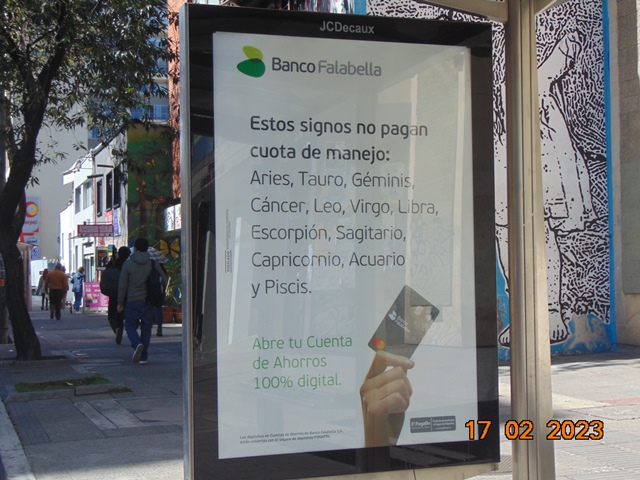 JCDecaux
Banco Falabella
Estos signos no pagan
cuota de manejo:
Aries, Tauro, Géminis,
Cáncer, Leo, Virgo, Libra,
Escorpión, Sagitario,
Capricornio, Acuario
y Piscis.
Abre tu Cuenta
de Ahorros
100% digital.
17 02 2023